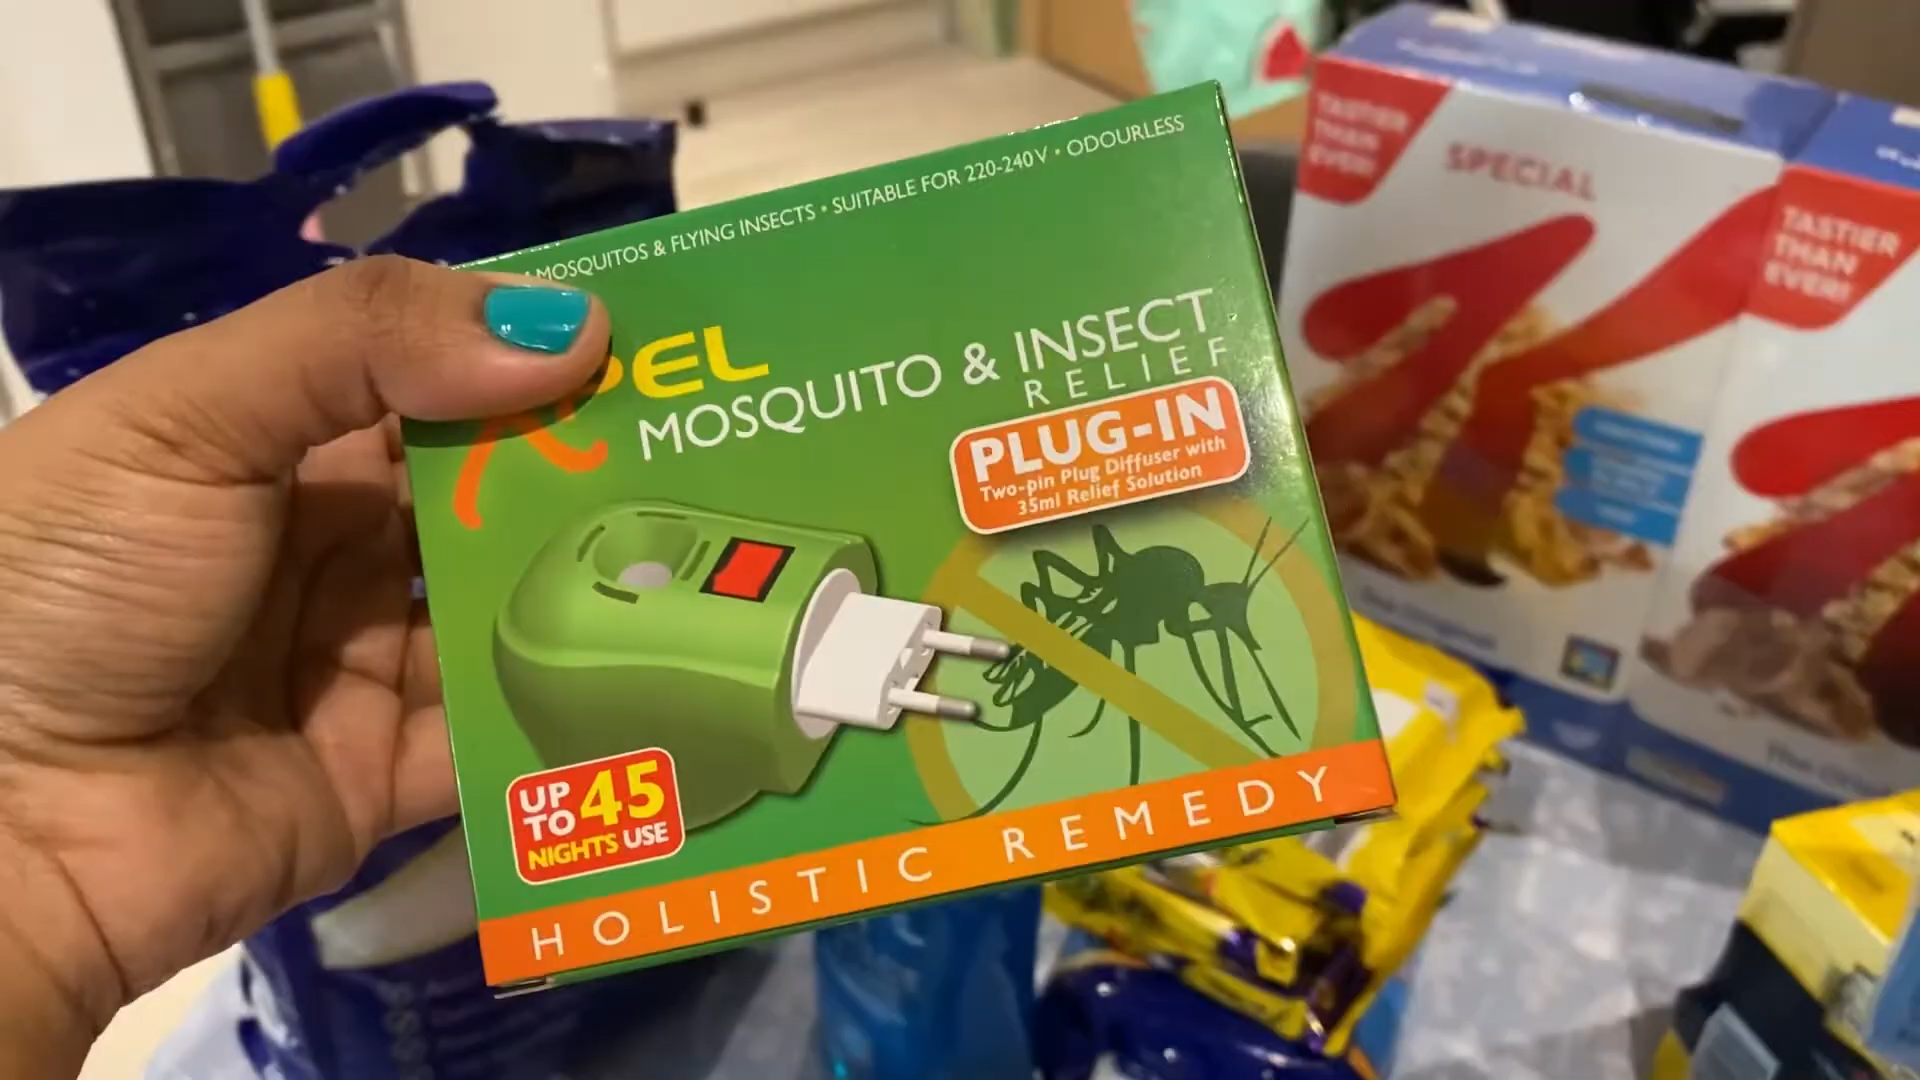 MOSQUITOS & FLYING INSECTS • SUITABLE FOR 220-240V • ODOURLESS
PEL
MOSQUITO & INSECT
RELIEF
PLUG-IN
Two-pin Plug Diffuser with
35ml Relief Solution
UP
TO 45
NIGHTS USE
HOLISTIC REMEDY
TASTIER
THAN
EVER!
SPECIAL
K
TASTIER
THAN
EVER!